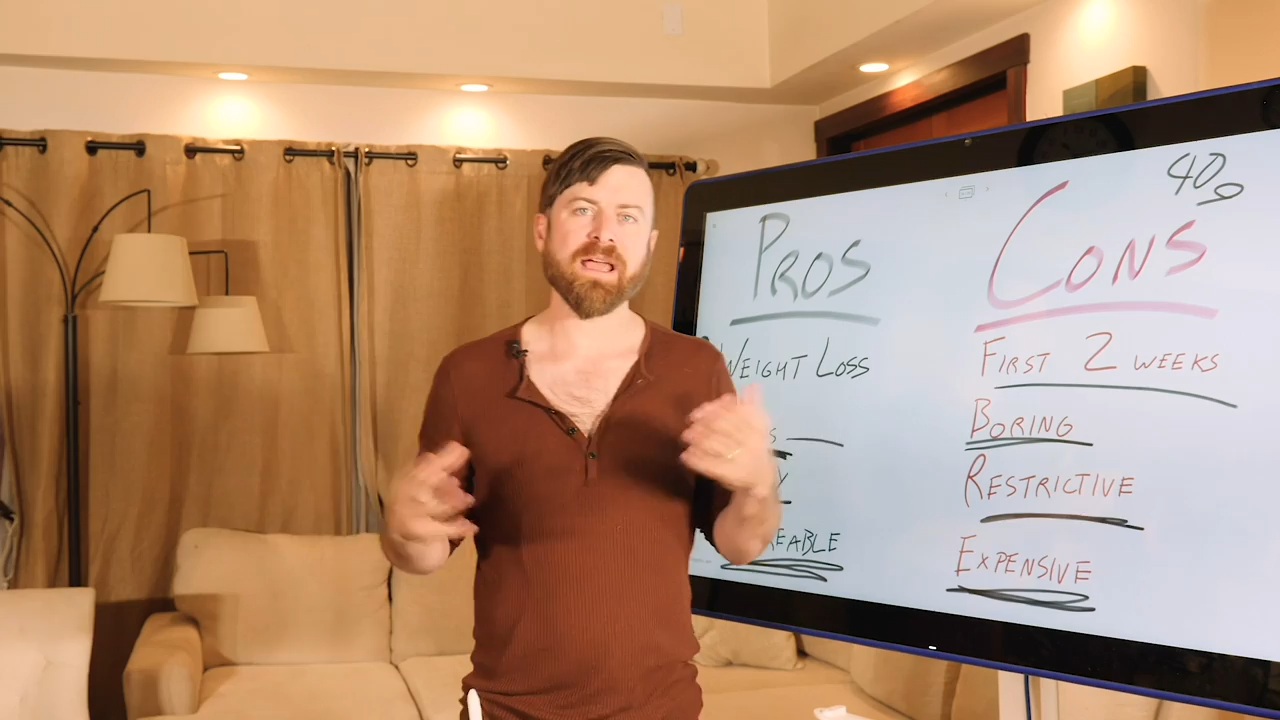 40g
PROS
CONS
WEIGHT LOSS
FIRST 2 WEEKS
BORING
RESTRICTIVE
EXPENSIVE